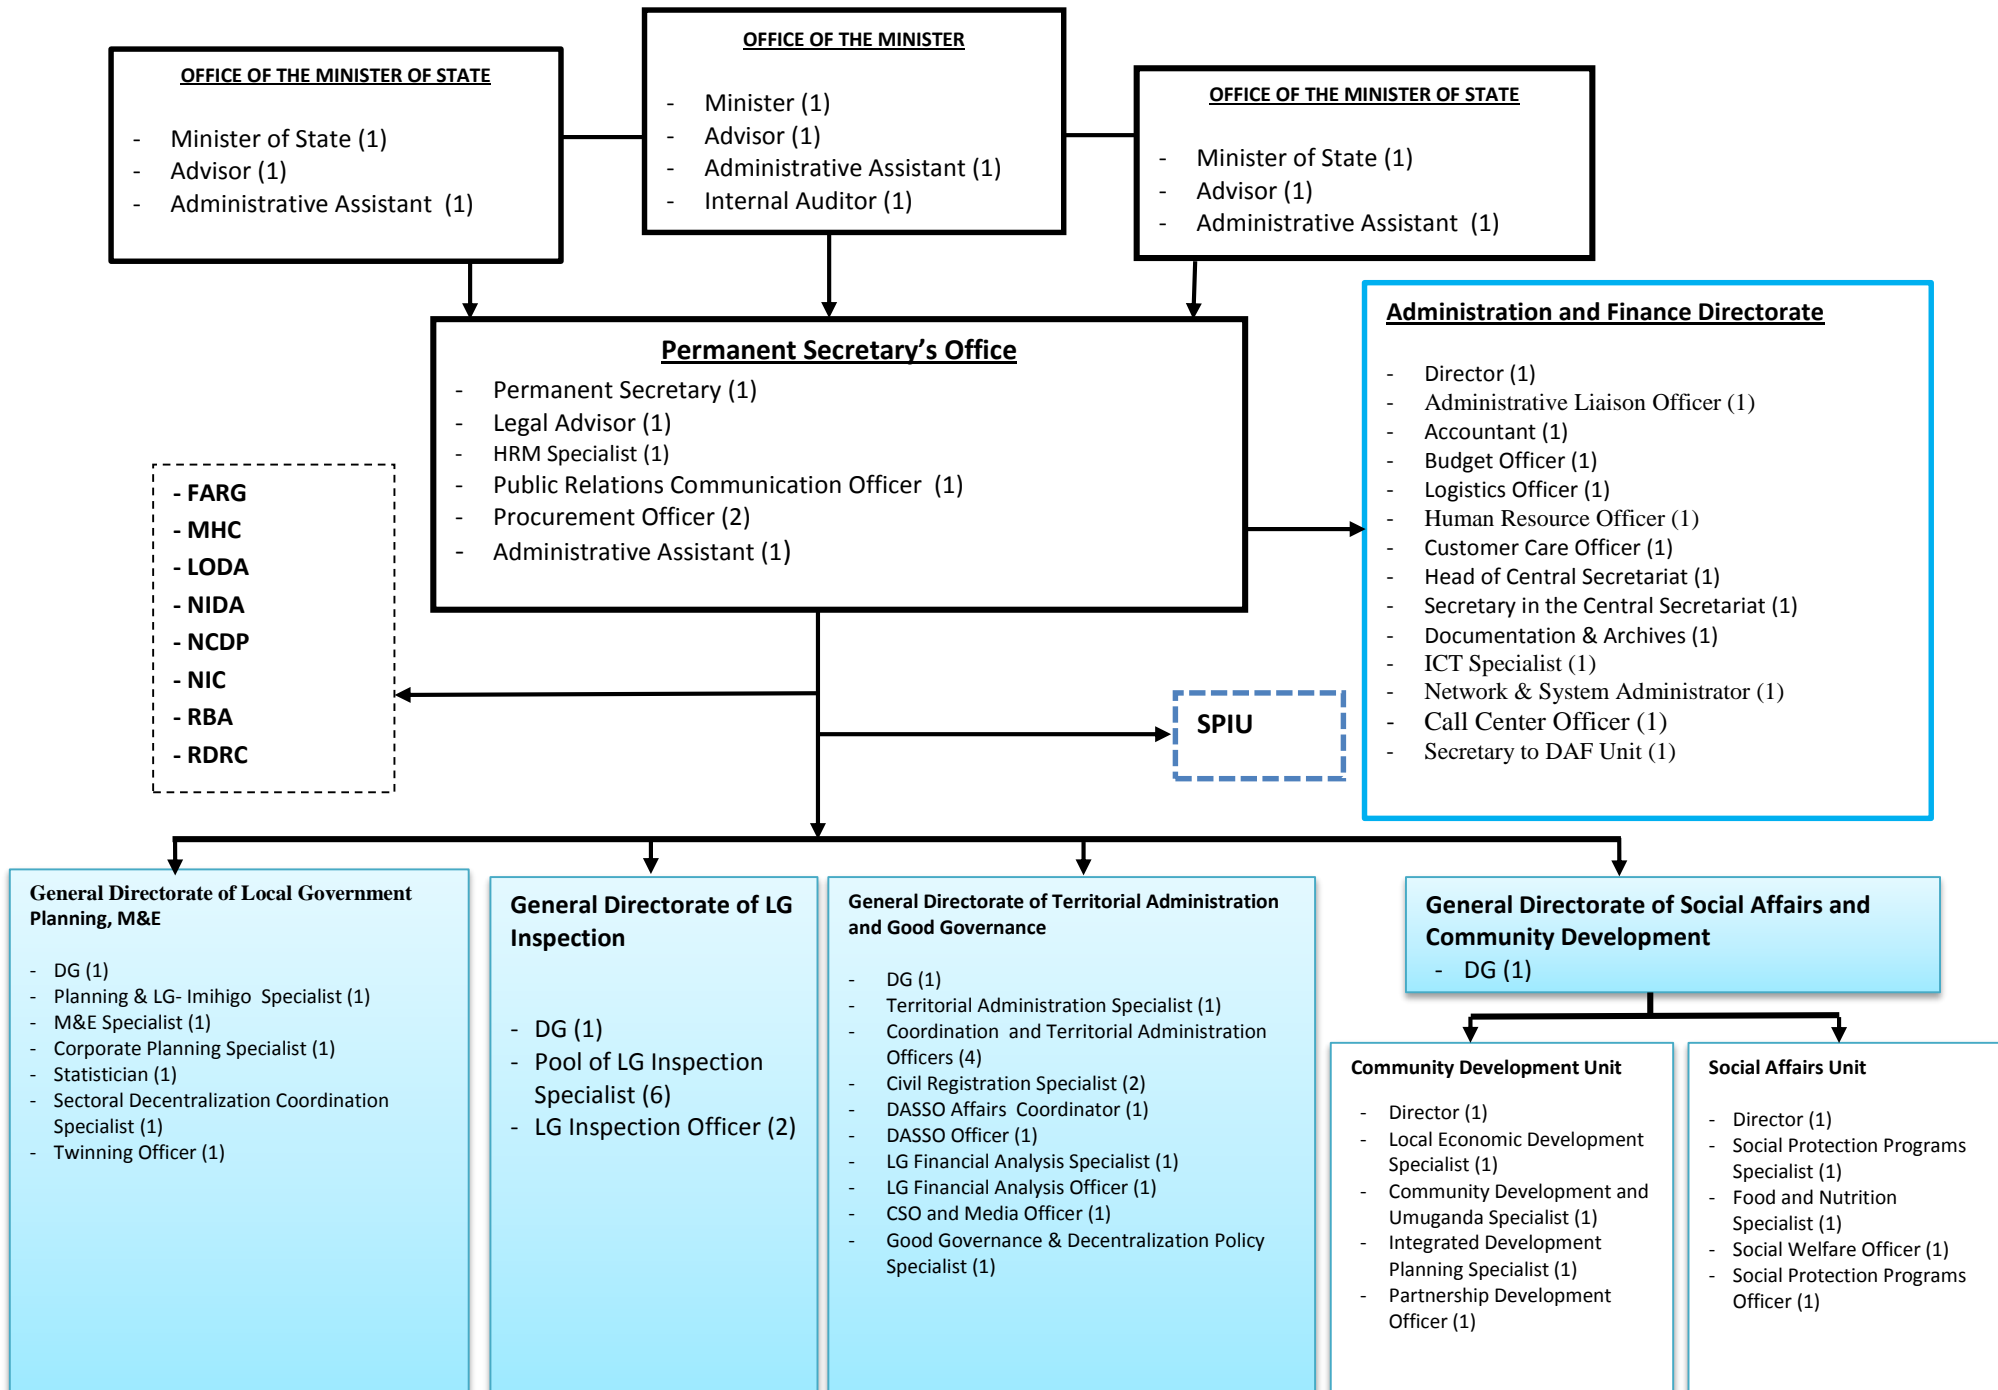 OFFICE OF THE MINISTER OF STATE
- Minister of State (1)
- Advisor (1)
- Administrative Assistant (1)
OFFICE OF THE MINISTER
- Minister (1)
- Advisor (1)
- Administrative Assistant (1)
- Internal Auditor (1)
OFFICE OF THE MINISTER OF STATE
- Minister of State (1)
- Advisor (1)
- Administrative Assistant (1)
Permanent Secretary’s Office
- Permanent Secretary (1)
- Legal Advisor (1)
- HRM Specialist (1)
- Public Relations Communication Officer (1)
- Procurement Officer (2)
- Administrative Assistant (1)
Administration and Finance Directorate
- Director (1)
- Administrative Liaison Officer (1)
- Accountant (1)
- Budget Officer (1)
- Logistics Officer (1)
- Human Resource Officer (1)
- Customer Care Officer (1)
- Head of Central Secretariat (1)
- Secretary in the Central Secretariat (1)
- Documentation & Archives (1)
- ICT Specialist (1)
- Network & System Administrator (1)
- Call Center Officer (1)
- Secretary to DAF Unit (1)
- FARG
- MHC
- LODA
- NIDA
- NCDP
- NIC
- RBA
- RDRC
SPIU
General Directorate of Local Government
Planning, M&E
- DG (1)
- Planning & LG- Imihigo Specialist (1)
- M&E Specialist (1)
- Corporate Planning Specialist (1)
- Statistician (1)
- Sectoral Decentralization Coordination
Specialist (1)
- Twinning Officer (1)
General Directorate of LG
Inspection
- DG (1)
- Pool of LG Inspection
Specialist (6)
- LG Inspection Officer (2)
General Directorate of Territorial Administration
and Good Governance
- DG (1)
- Territorial Administration Specialist (1)
- Coordination and Territorial Administration
Officers (4)
- Civil Registration Specialist (2)
- DASSO Affairs Coordinator (1)
- DASSO Officer (1)
- LG Financial Analysis Specialist (1)
- LG Financial Analysis Officer (1)
- CSO and Media Officer (1)
- Good Governance & Decentralization Policy
Specialist (1)
General Directorate of Social Affairs and
Community Development
- DG (1)
Community Development Unit
- Director (1)
- Local Economic Development
Specialist (1)
- Community Development and
Umuganda Specialist (1)
- Integrated Development
Planning Specialist (1)
- Partnership Development
Officer (1)
Social Affairs Unit
- Director (1)
- Social Protection Programs
Specialist (1)
- Food and Nutrition
Specialist (1)
- Social Welfare Officer (1)
- Social Protection Programs
Officer (1)